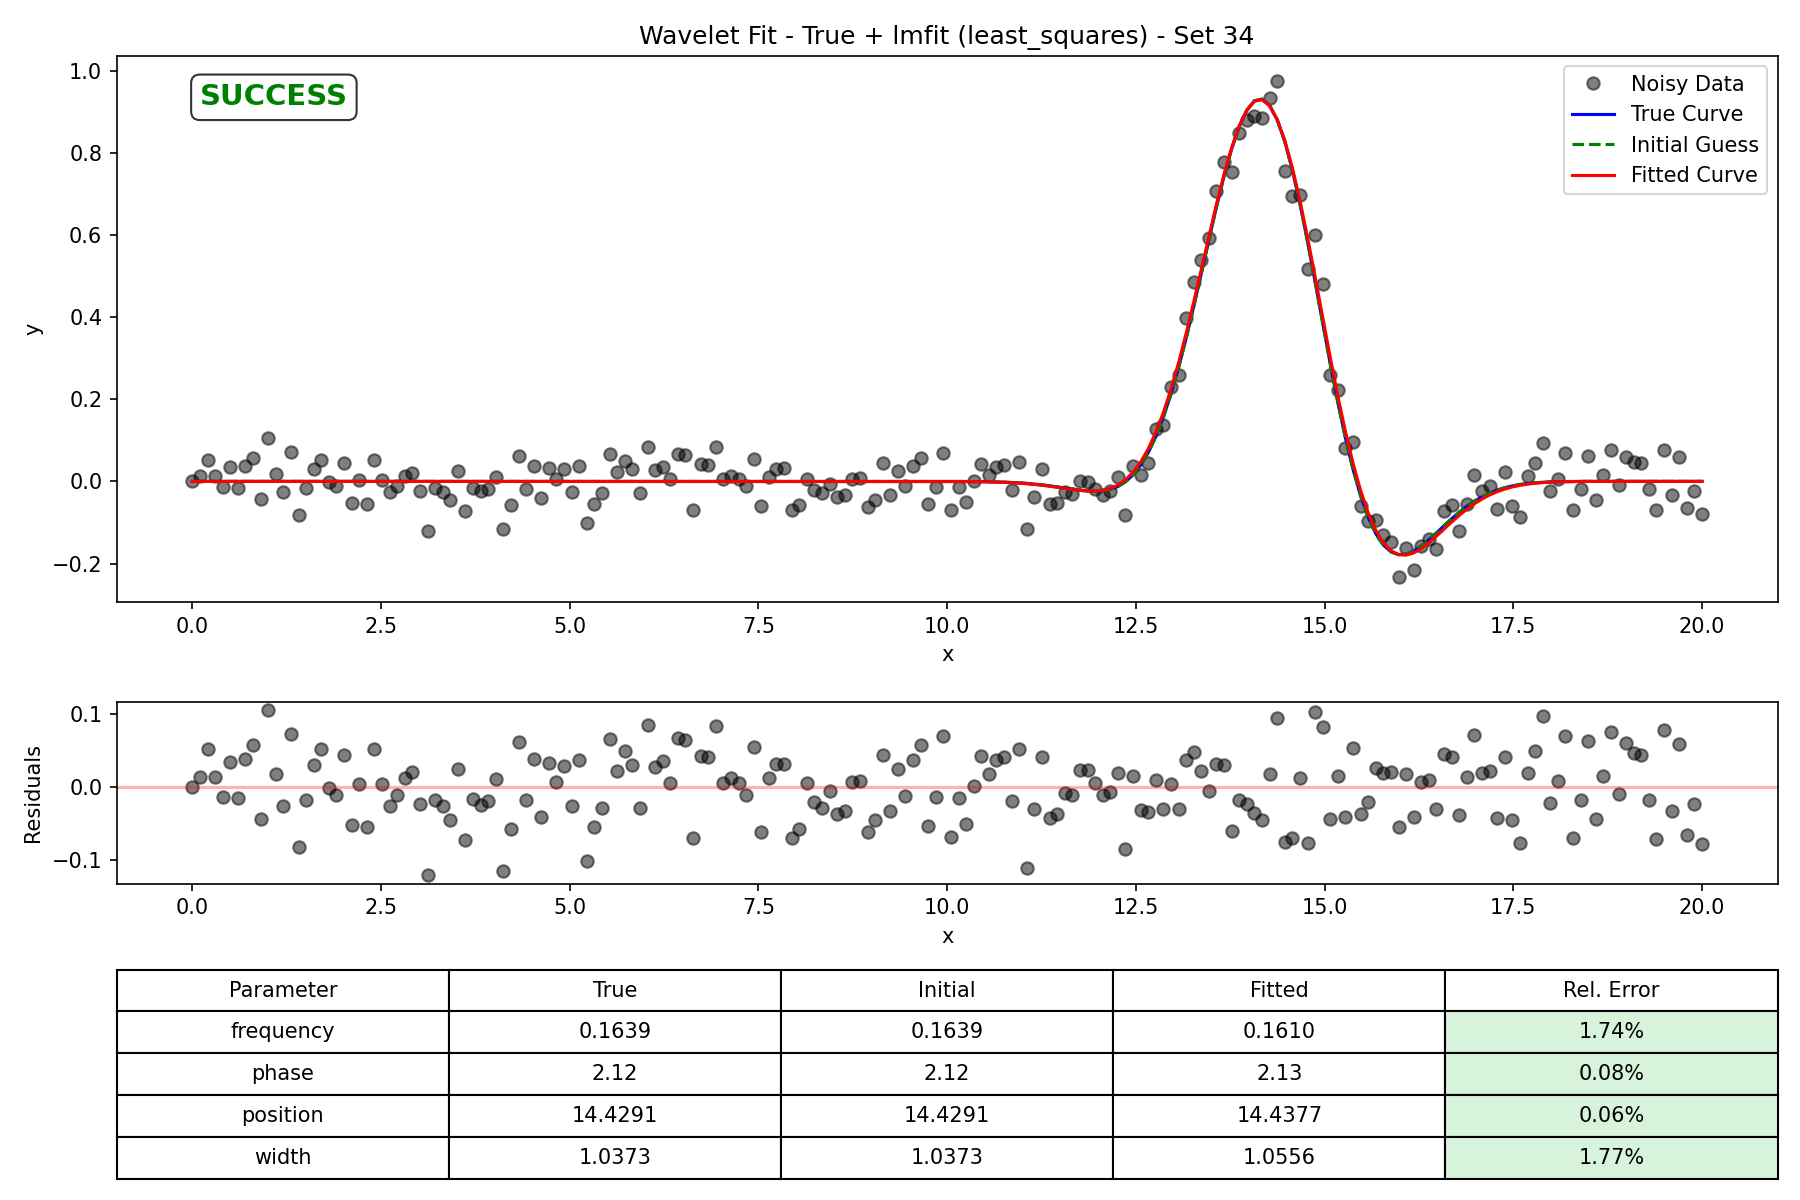 Wavelet Fit - True + lmfit (least_squares) - Set 34
SUCCESS
Noisy Data
True Curve
Initial Guess
Fitted Curve
1.0
0.8
0.6
0.4
0.2
0.0
−0.2
y
0.0 2.5 5.0 7.5 10.0 12.5 15.0 17.5 20.0
x
0.1
0.0
−0.1
Residuals
0.0 2.5 5.0 7.5 10.0 12.5 15.0 17.5 20.0
x
Parameter True Initial Fitted Rel. Error
frequency 0.1639 0.1639 0.1610 1.74%
phase 2.12 2.12 2.13 0.08%
position 14.4291 14.4291 14.4377 0.06%
width 1.0373 1.0373 1.0556 1.77%